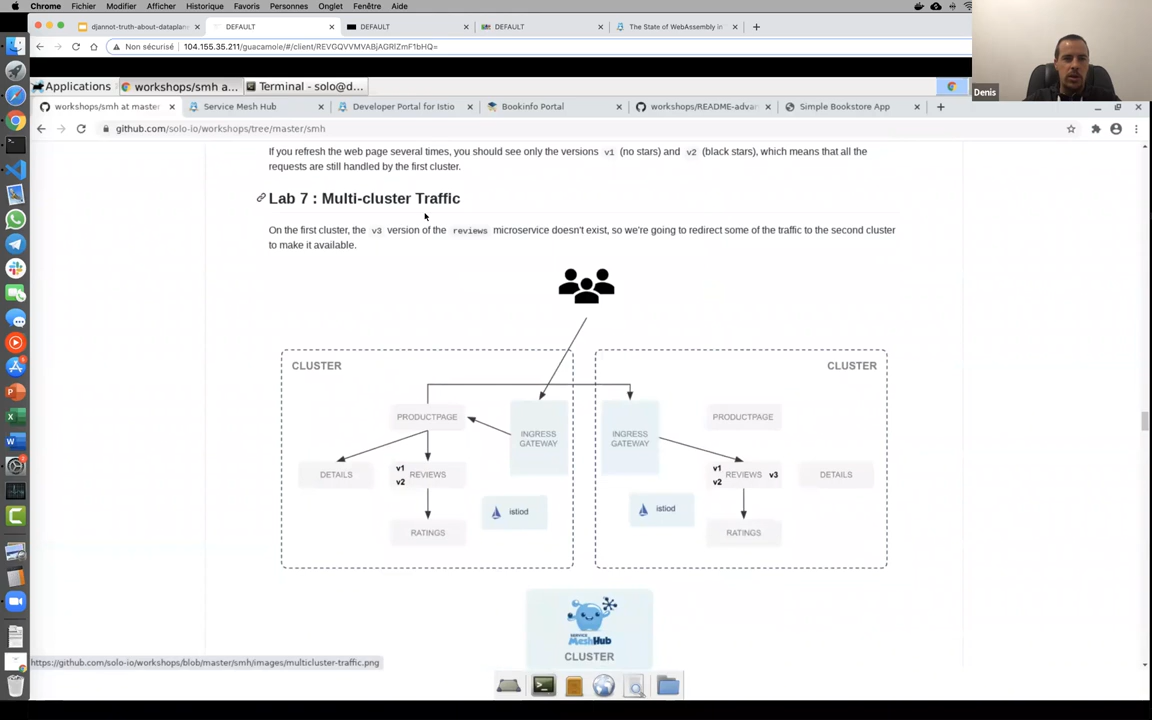 Chrome Fichier Modifier Afficher Historique Favoris Personnes Onglet Fenêtre Aide
djannot-truth-about-dataplane
DEFAULT
DEFAULT
DEFAULT
The State of WebAssembly in
Non sécurisé
104.155.35.211/guacamole/#/client/REVGQVVMVABjAGRlZmF1bHQ=
Denis
Applications
workshops/smh a...
Terminal - solo@d...
workshops/smh at master
Service Mesh Hub
Developer Portal for Istio
Bookinfo Portal
workshops/README-advan
Simple Bookstore App
github.com/solo-io/workshops/tree/master/smh
If you refresh the web page several times, you should see only the versions v1 (no stars) and v2 (black stars), which means that all the
requests are still handled by the first cluster.
Lab 7 : Multi-cluster Traffic
On the first cluster, the v3 version of the reviews microservice doesn't exist, so we're going to redirect some of the traffic to the second cluster
to make it available.
CLUSTER
CLUSTER
PRODUCTPAGE
INGRESS
GATEWAY
INGRESS
GATEWAY
PRODUCTPAGE
DETAILS
v1
v2
REVIEWS
v1
v2
REVIEWS
v3
DETAILS
istiod
istiod
RATINGS
RATINGS
SERVICE
MESHHUB
CLUSTER
https://github.com/solo-io/workshops/blob/master/smh/images/multicluster-traffic.png